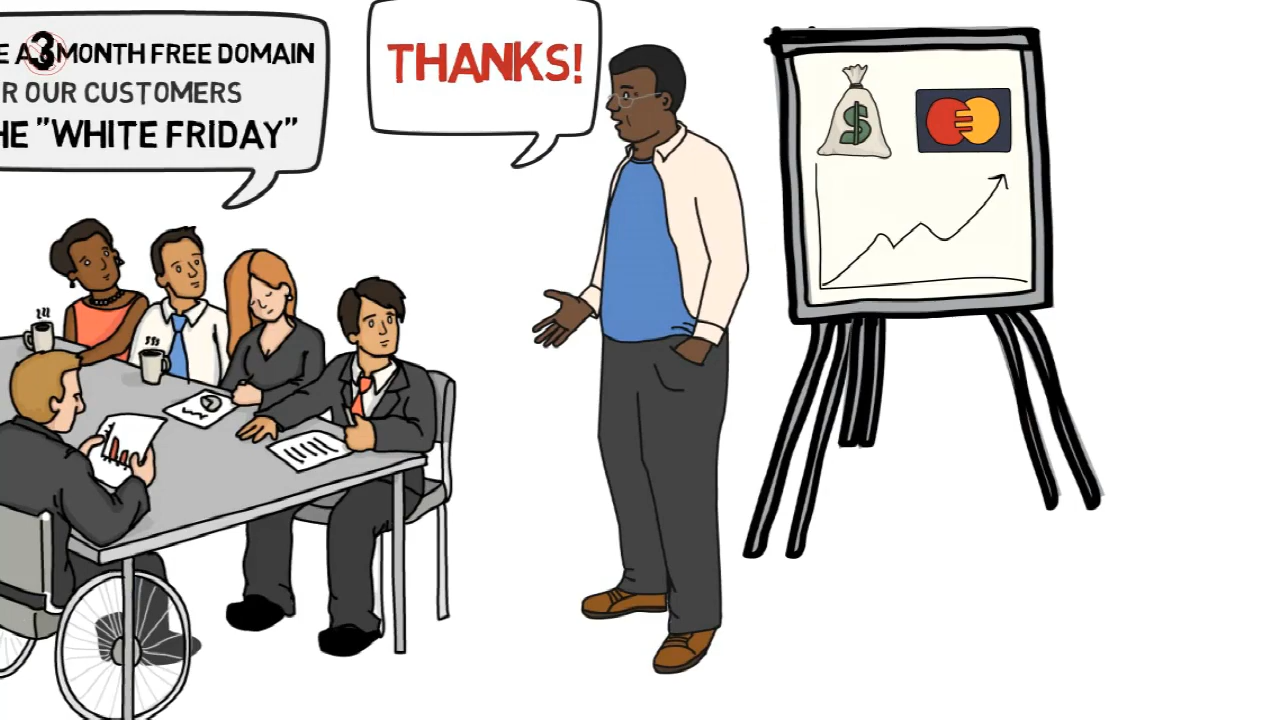 E A 3 MONTH FREE DOMAIN
R OUR CUSTOMERS
HE "WHITE FRIDAY"
THANKS!
$